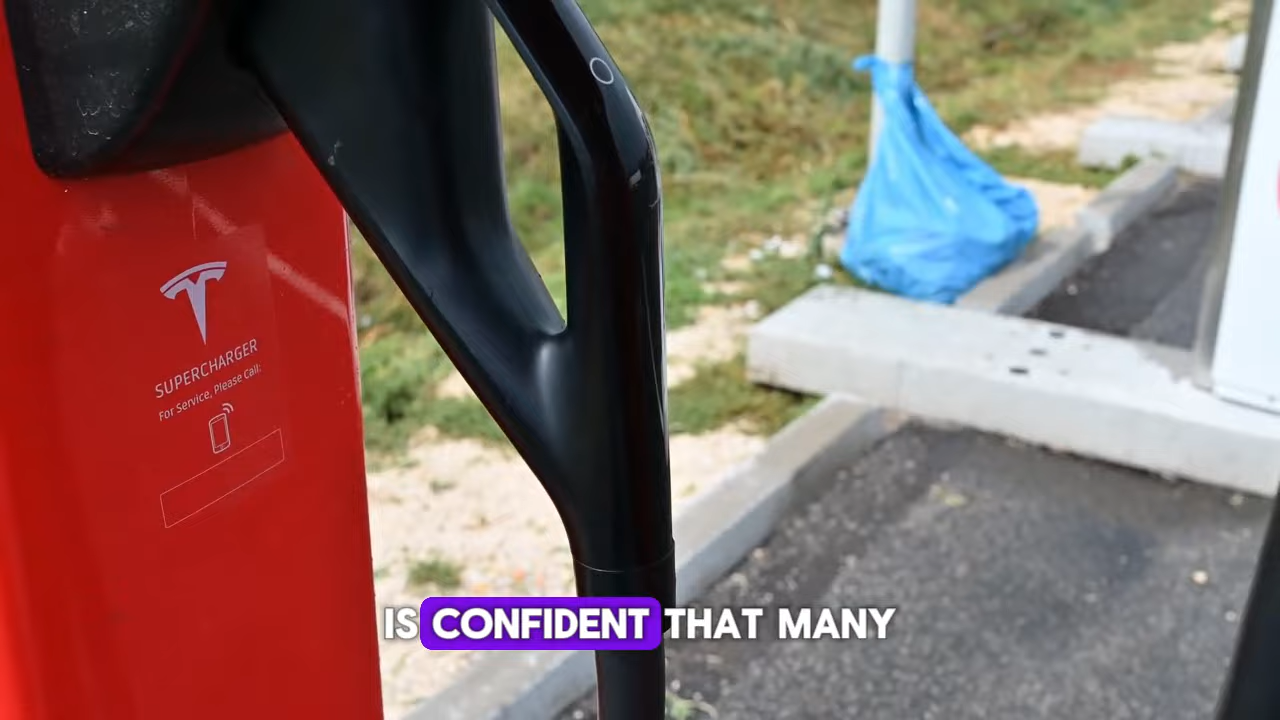 SUPERCHARGER
For Service, Please Call:
IS CONFIDENT THAT MANY